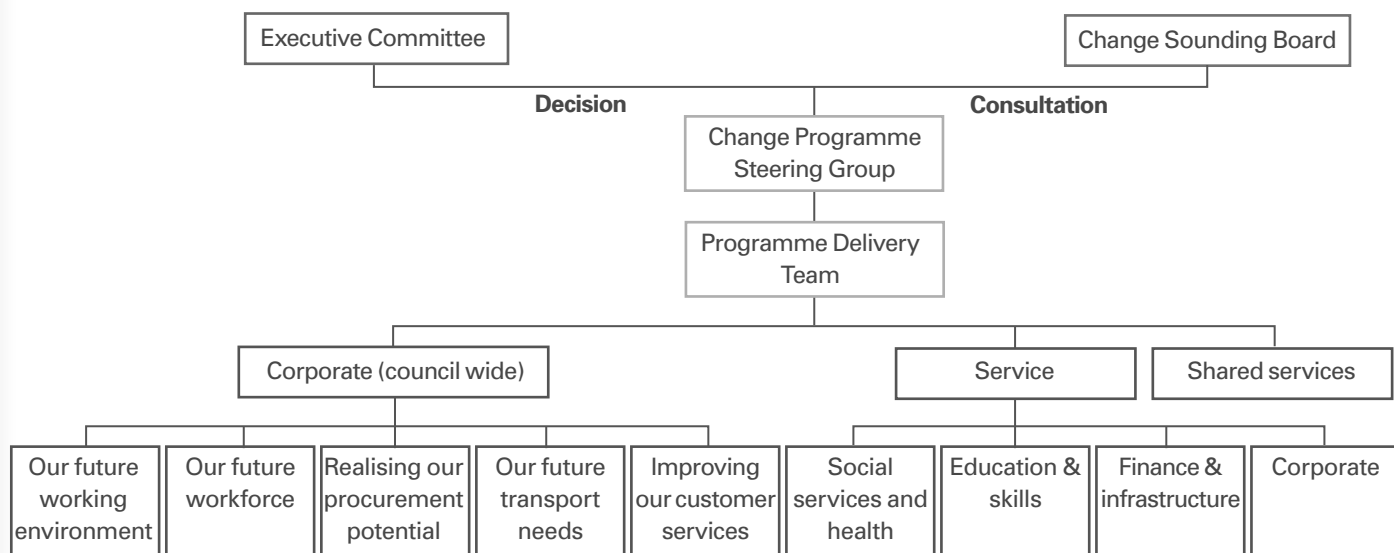 Executive Committee
Change Sounding Board
Decision
Consultation
Change Programme
Steering Group
Programme Delivery
Team
Corporate (council wide)
Service
Shared services
Our future
working
environment
Our future
workforce
Realising our
procurement
potential
Our future
transport
needs
Improving
our customer
services
Social
services and
health
Education &
skills
Finance &
infrastructure
Corporate